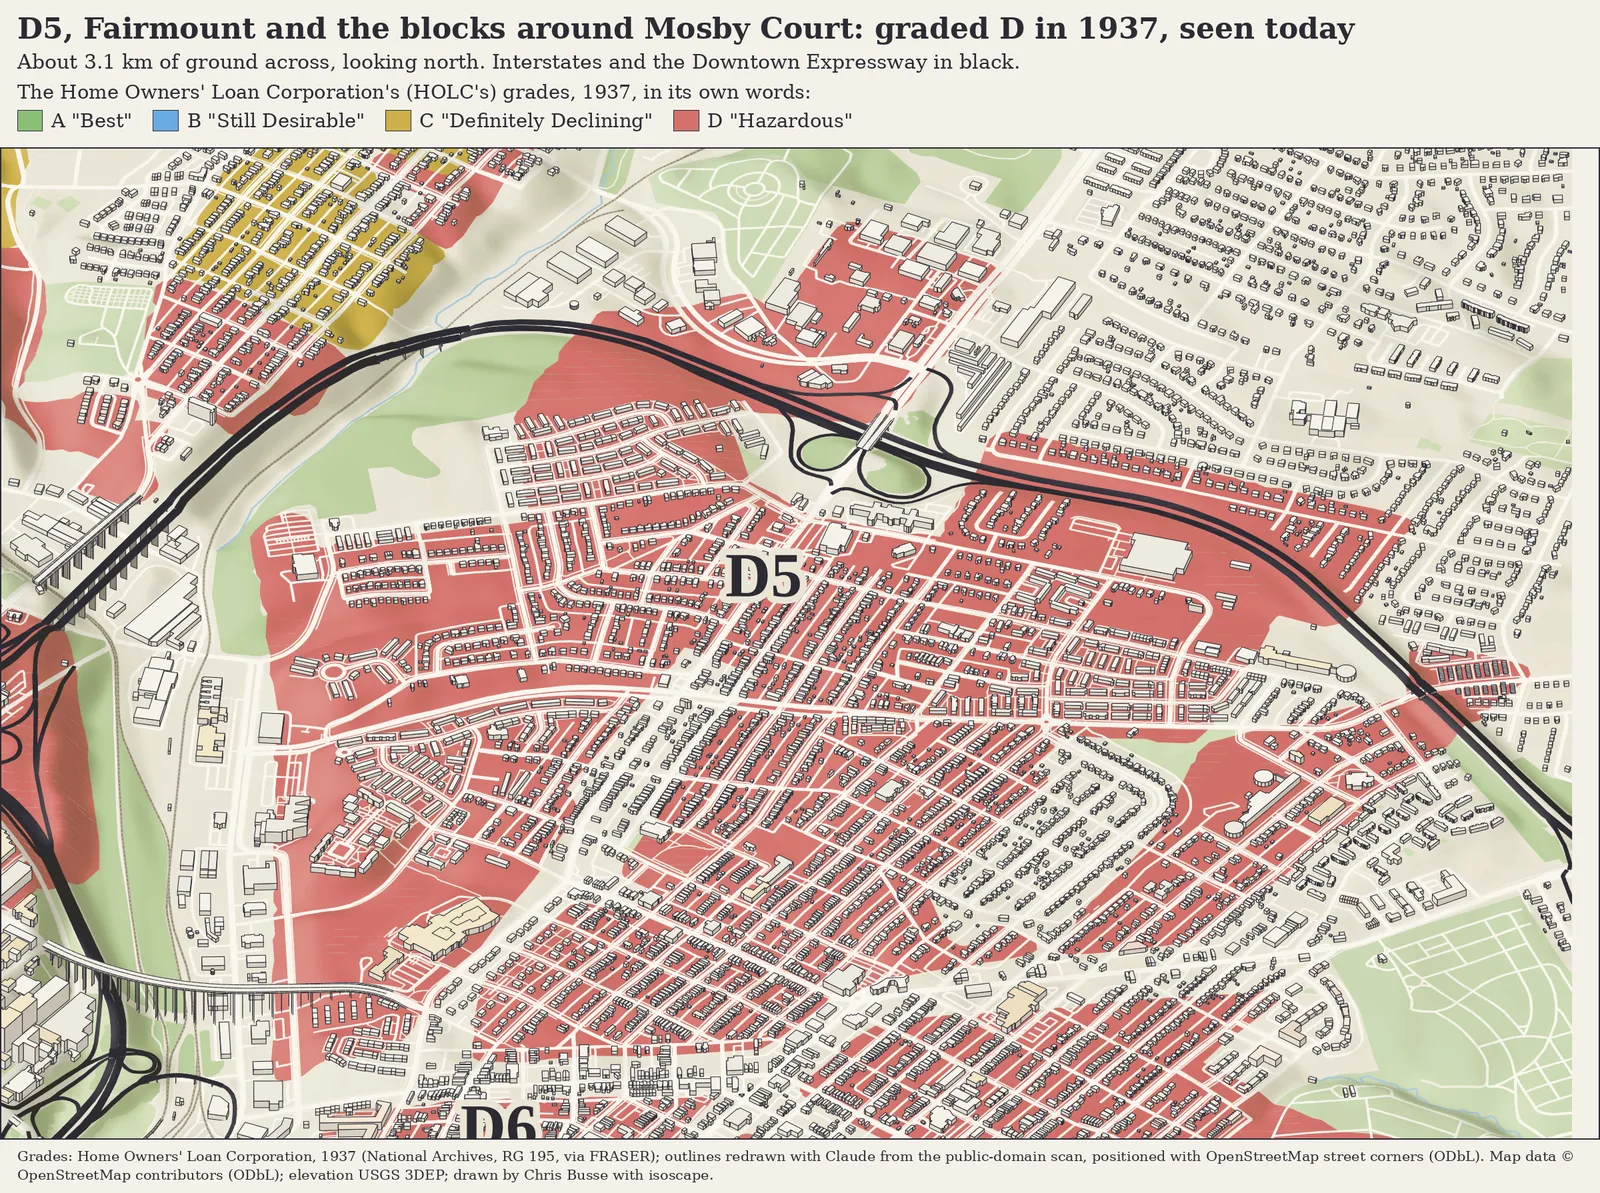 D5, Fairmount and the blocks around Mosby Court: graded D in 1937, seen today
About 3.1 km of ground across, looking north. Interstates and the Downtown Expressway in black.
The Home Owners' Loan Corporation's (HOLC's) grades, 1937, in its own words:
A "Best" B "Still Desirable" C "Definitely Declining" D "Hazardous"
D5
D6
Grades: Home Owners' Loan Corporation, 1937 (National Archives, RG 195, via FRASER); outlines redrawn with Claude from the public-domain scan, positioned with OpenStreetMap street corners (ODbL). Map data ©
OpenStreetMap contributors (ODbL); elevation USGS 3DEP; drawn by Chris Busse with isoscape.